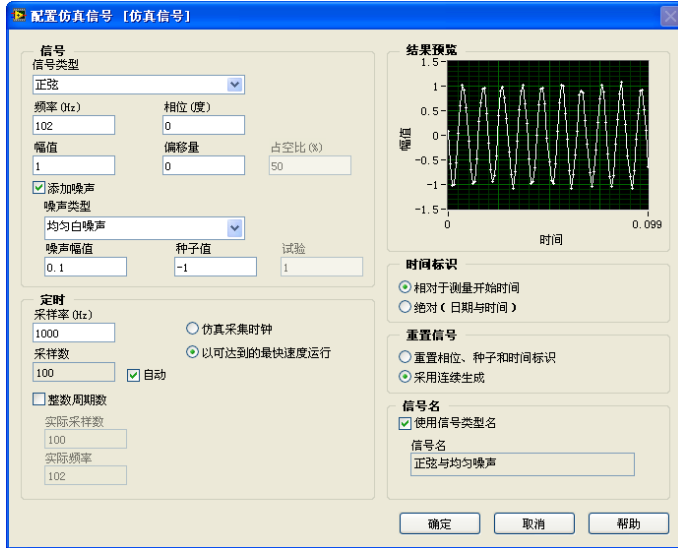 配置仿真信号 [仿真信号]
信号
信号类型
正弦
频率(Hz) 相位(度)
102 0
幅值 偏移量 占空比(%)
1 0 50
添加噪声
噪声类型
均匀白噪声
噪声幅值 种子值 试验
0.1 -1 1
定时
采样率(Hz)
1000
仿真采集时钟
采样数
以可达到的最快速度运行
100 自动
整数周期数
实际采样数
100
实际频率
102
结果预览
1.5
1
0.5
0
-0.5
-1
-1.5
幅值
0 0.099
时间
时间标识
相对于测量开始时间
绝对(日期与时间)
重置信号
重置相位、种子和时间标识
采用连续生成
信号名
使用信号类型名
信号名
正弦与均匀噪声
确定 取消 帮助